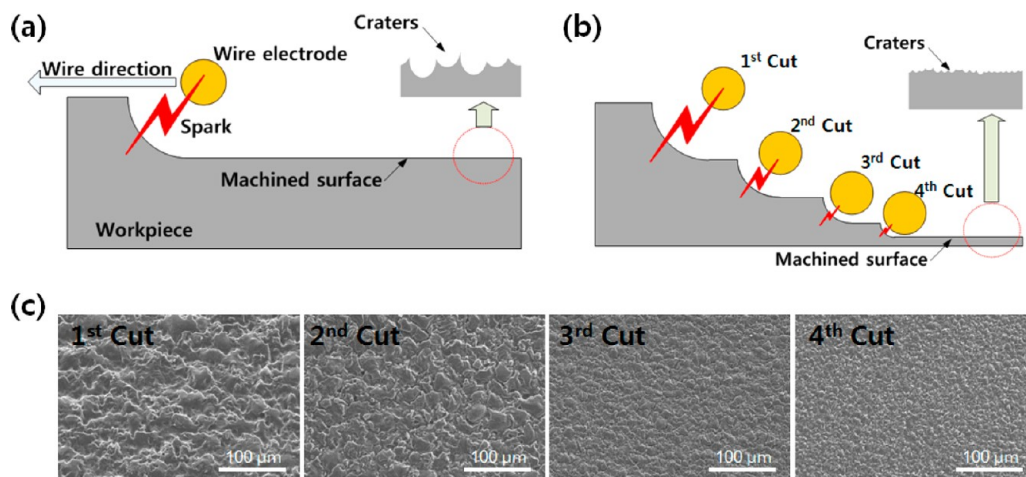 (a)
Craters
Wire electrode
Wire direction
Spark
Machined surface
Workpiece
(b)
Craters
1st Cut
2nd Cut
3rd Cut
4th Cut
Machined surface
(c)
1st Cut
100 μm
2nd Cut
100 μm
3rd Cut
100 μm
4th Cut
100 μm